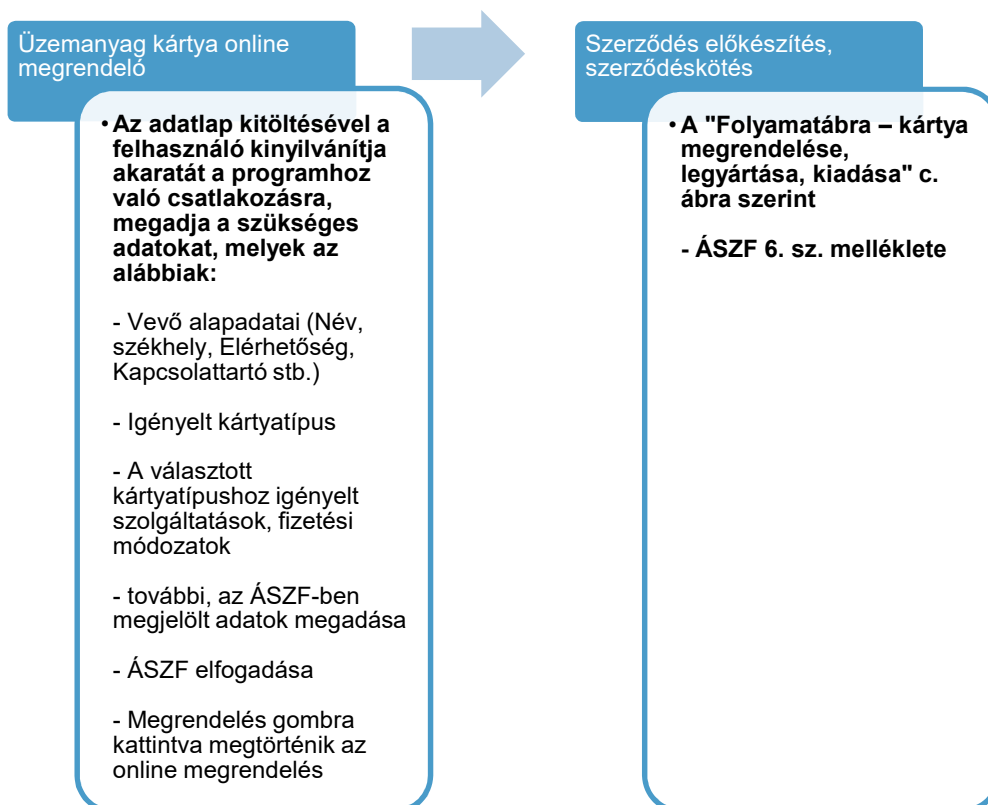 Üzemanyag kártya online
megrendelő
• Az adatlap kitöltésével a
felhasználó kinyilvánítja
akaratát a programhoz
való csatlakozásra,
megadja a szükséges
adatokat, melyek az
alábbiak:
- Vevő alapadatai (Név,
székhely, Elérhetőség,
Kapcsolattartó stb.)
- Igényelt kártyatípus
- A választott
kártyatípushoz igényelt
szolgáltatások, fizetési
módozatok
- további, az ÁSZF-ben
megjelölt adatok megadása
- ÁSZF elfogadása
- Megrendelés gombra
kattintva megtörténik az
online megrendelés
Szerződés előkészítés,
szerződéskötés
• A "Folyamatábra – kártya
megrendelése,
legyártása, kiadása" c.
ábra szerint
- ÁSZF 6. sz. melléklete